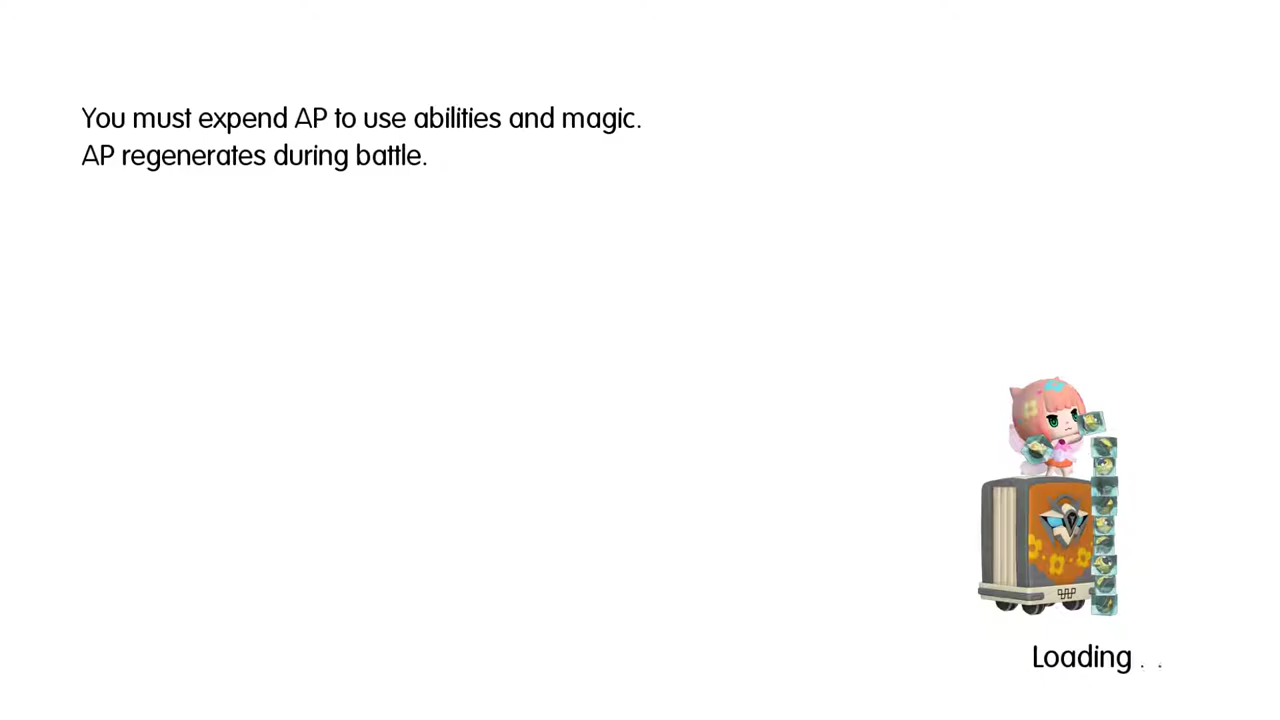 You must expend AP to use abilities and magic.
AP regenerates during battle.
Loading . .